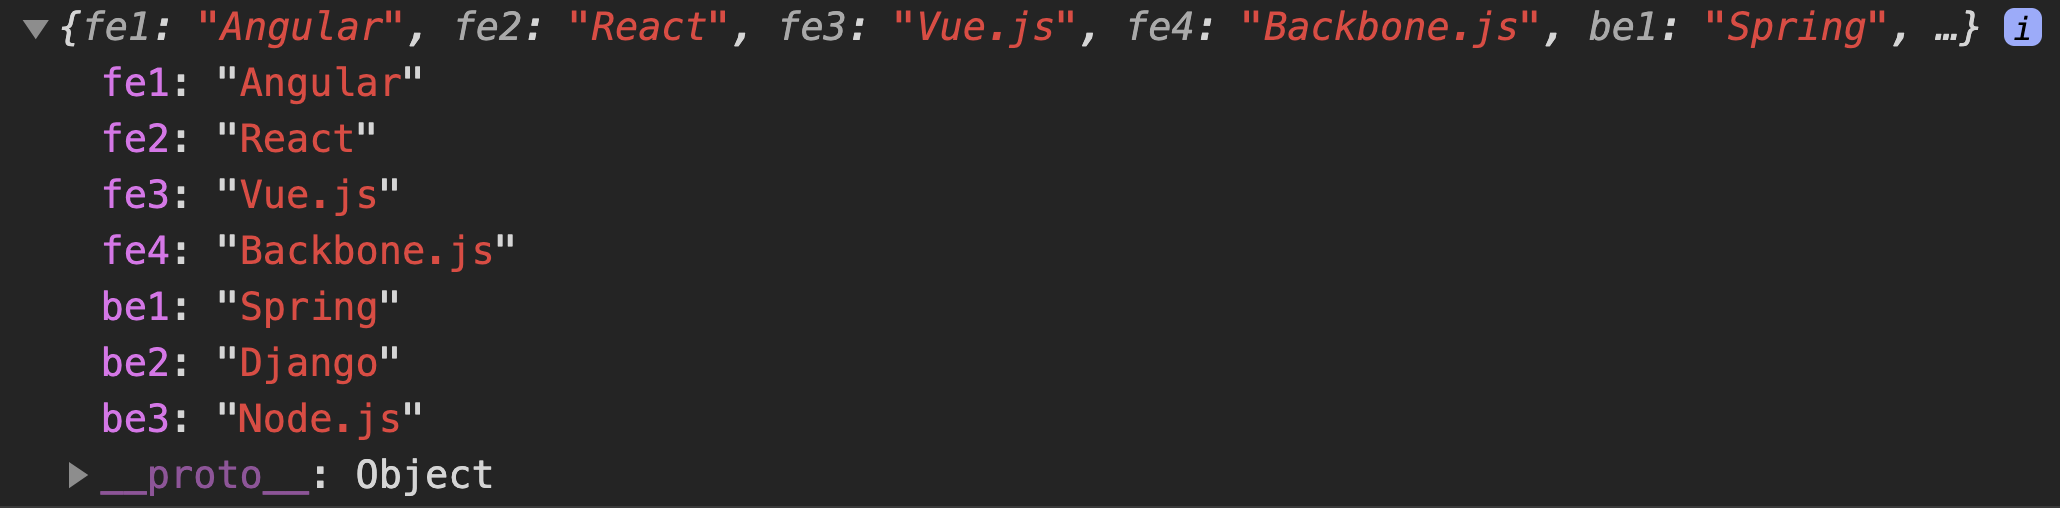 ▼{fe1: "Angular", fe2: "React", fe3: "Vue.js", fe4: "Backbone.js", be1: "Spring", …} i
fe1: "Angular"
fe2: "React"
fe3: "Vue.js"
fe4: "Backbone.js"
be1: "Spring"
be2: "Django"
be3: "Node.js"
▶__proto__: Object